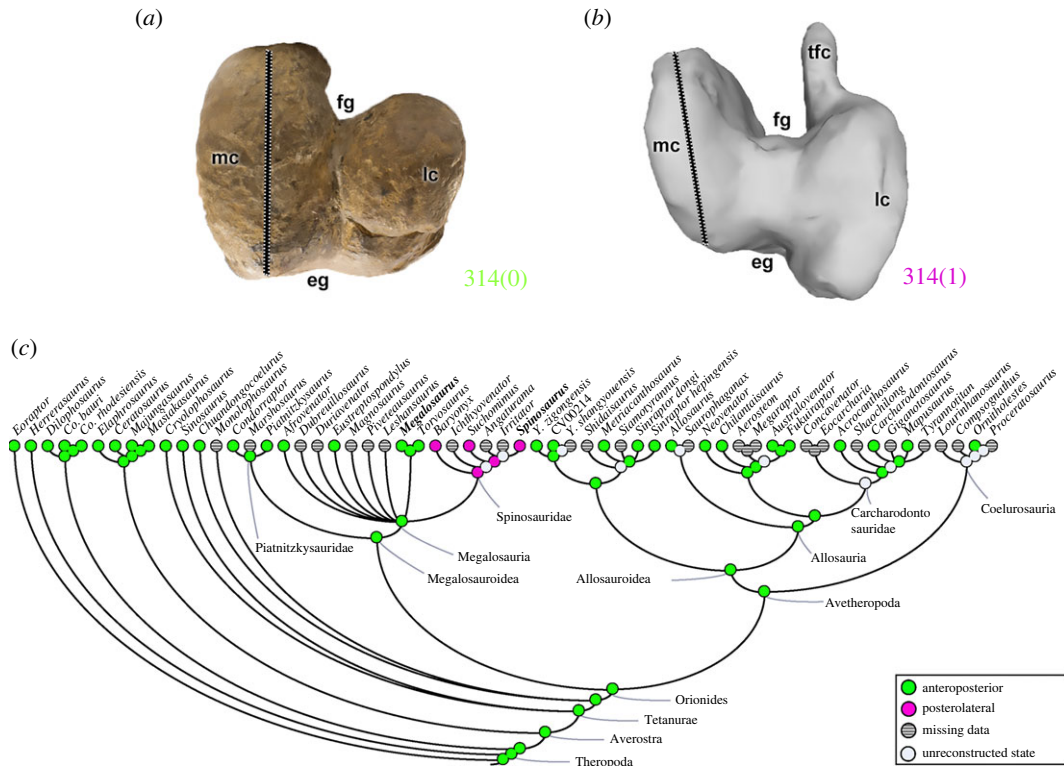 (a)
fg
mc
lc
eg
314(0)
(b)
tfc
fg
mc
lc
eg
314(1)
(c)
Eoraptor
Herrerasaurus
Dilophosaurus
Co. bauri
Co. rhodesiensis
Elaphrosaurus
Ceratosaurus
Majungasaurus
Masiakasaurus
Cryolophosaurus
Sinosaurus
Chuandongocoelurus
Monolophosaurus
Condorraptor
Marshosaurus
Piatnitzkysaurus
Afrovenator
Dubreuillosaurus
Duriavenator
Eustreptospondylus
Magnosaurus
Piveteausaurus
Leshansaurus
Megalosaurus
Torvosaurus
Baryonyx
Ichthyovenator
Suchomimus
Angaturama
Irritator
Spinosaurus
Y. zigongensis
CV00214
Y. shangyouensis
Shidaisaurus
Metriacanthosaurus
Siamotyrannus
Sinraptor dongi
Sinraptor hepingensis
Allosaurus
Saurophaganax
Neovenator
Chilantaisaurus
Aerosteon
Megaraptor
Australovenator
Fukuiraptor
Concavenator
Eocarcharia
Acrocanthosaurus
Shaochilong
Carcharodontosaurus
Giganotosaurus
Mapusaurus
Tyrannotitan
Lourinhanosaurus
Compsognathus
Ornitholestes
Proceratosaurus
Spinosauridae
Piatnitzkysauridae
Megalosauria
Megalosauroidea
Carcharodonto
sauridae
Coelurosauria
Allosauria
Allosauroidea
Avetheropoda
Orionides
Tetanurae
Averostra
Theropoda
anteroposterior
posterolateral
missing data
unreconstructed state